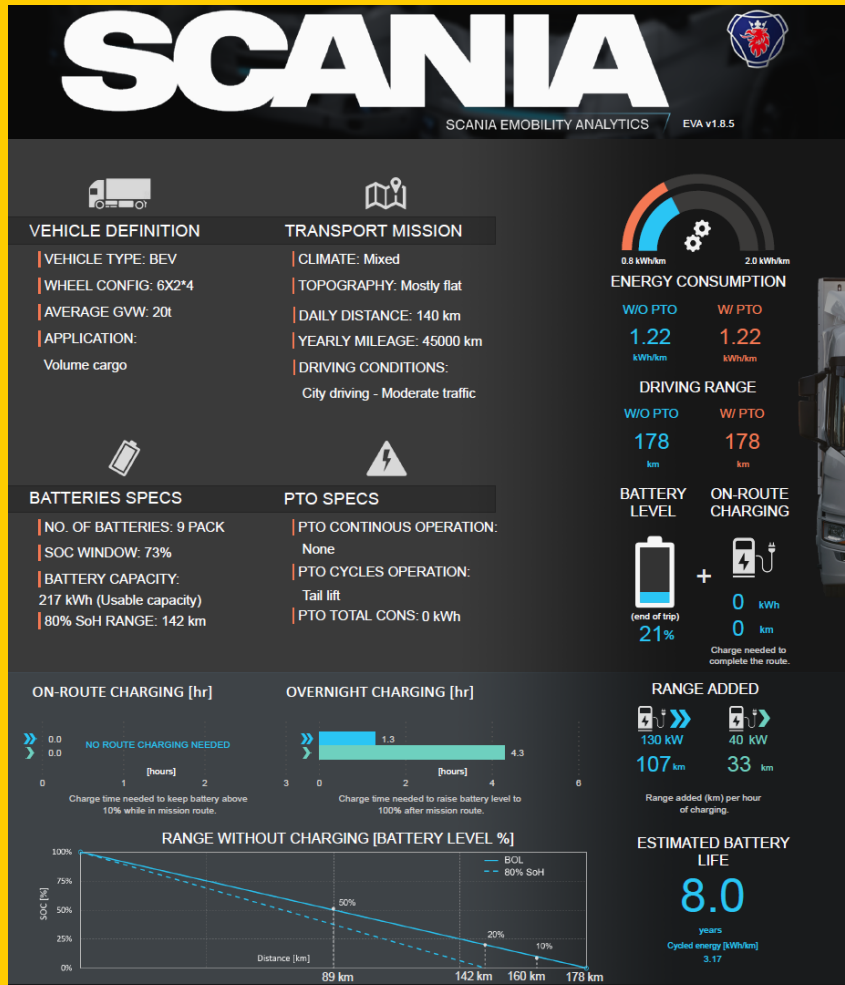 SCANIA
SCANIA EMOBILITY ANALYTICS
EVA v1.8.5
VEHICLE DEFINITION
VEHICLE TYPE: BEV
WHEEL CONFIG: 6X2*4
AVERAGE GVW: 20t
APPLICATION:
Volume cargo
TRANSPORT MISSION
CLIMATE: Mixed
TOPOGRAPHY: Mostly flat
DAILY DISTANCE: 140 km
YEARLY MILEAGE: 45000 km
DRIVING CONDITIONS:
City driving - Moderate traffic
0.8 kWh/km
2.0 kWh/km
ENERGY CONSUMPTION
W/O PTO
W/ PTO
1.22
1.22
kWh/km
kWh/km
DRIVING RANGE
W/O PTO
W/ PTO
178
178
km
km
BATTERIES SPECS
NO. OF BATTERIES: 9 PACK
SOC WINDOW: 73%
BATTERY CAPACITY:
217 kWh (Usable capacity)
80% SoH RANGE: 142 km
PTO SPECS
PTO CONTINOUS OPERATION:
None
PTO CYCLES OPERATION:
Tail lift
PTO TOTAL CONS: 0 kWh
BATTERY
LEVEL
ON-ROUTE
CHARGING
+
(end of trip)
21%
0 kWh
0 km
Charge needed to
complete the route.
ON-ROUTE CHARGING [hr]
0.0
0.0
NO ROUTE CHARGING NEEDED
[hours]
0 1 2 3
Charge time needed to keep battery above
10% while in mission route.
OVERNIGHT CHARGING [hr]
1.3
4.3
[hours]
0 2 4 6
Charge time needed to raise battery level to
100% after mission route.
RANGE ADDED
130 kW
40 kW
107 km
33 km
Range added (km) per hour
of charging.
RANGE WITHOUT CHARGING [BATTERY LEVEL %]
BOL
80% SoH
SOC [%]
100%
75%
50%
25%
0%
50%
20%
10%
Distance [km]
89 km
142 km
160 km
178 km
ESTIMATED BATTERY
LIFE
8.0
years
Cycled energy [kWh/km]
3.17